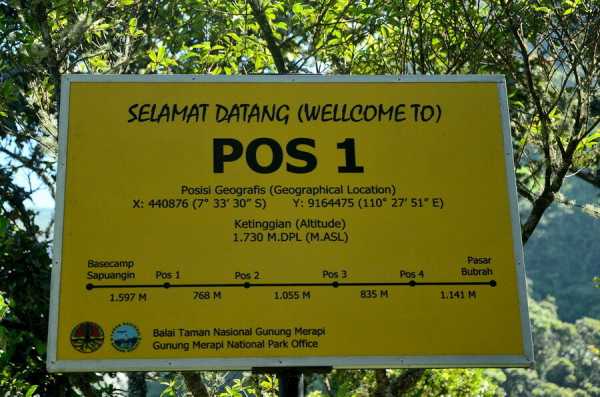 SELAMAT DATANG (WELLCOME TO)
POS 1
Posisi Geografis (Geographical Location)
X: 440876 (7° 33' 30" S) Y: 9164475 (110° 27' 51" E)
Ketinggian (Altitude)
1.730 M.DPL (M.ASL)
Basecamp
Sapuangin
Pos 1
Pos 2
Pos 3
Pos 4
Pasar
Bubrah
1.597 M
768 M
1.055 M
835 M
1.141 M
Balai Taman Nasional Gunung Merapi
Gunung Merapi National Park Office